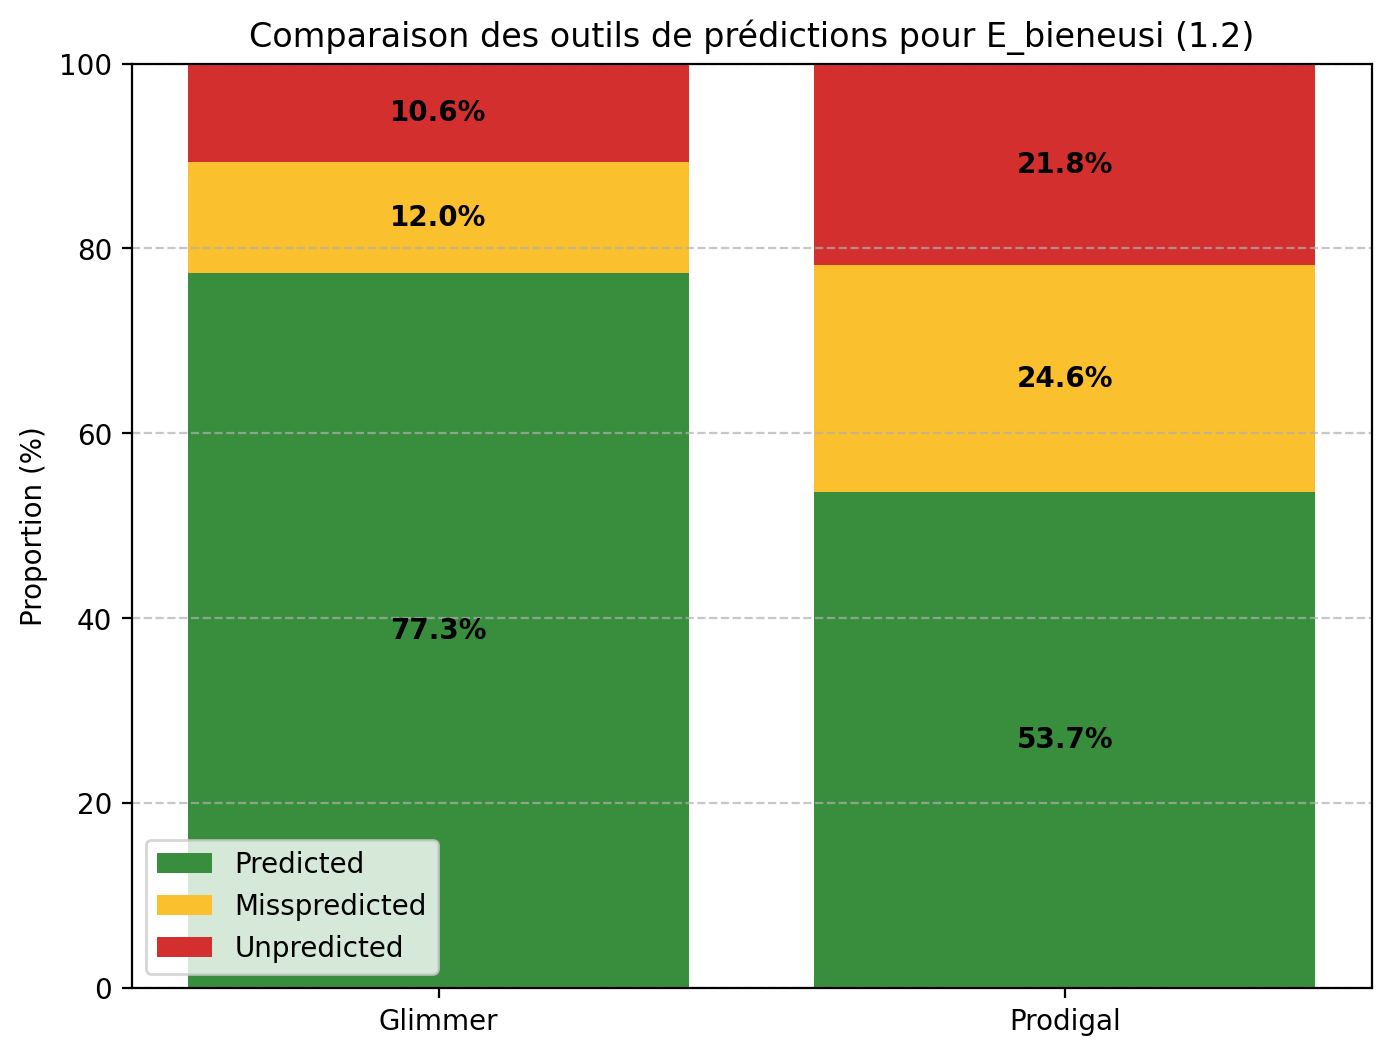 Comparaison des outils de prédictions pour E_bieneusi (1.2)
Proportion (%)
100
80
60
40
20
0
10.6%
12.0%
77.3%
21.8%
24.6%
53.7%
Predicted
Misspredicted
Unpredicted
Glimmer
Prodigal